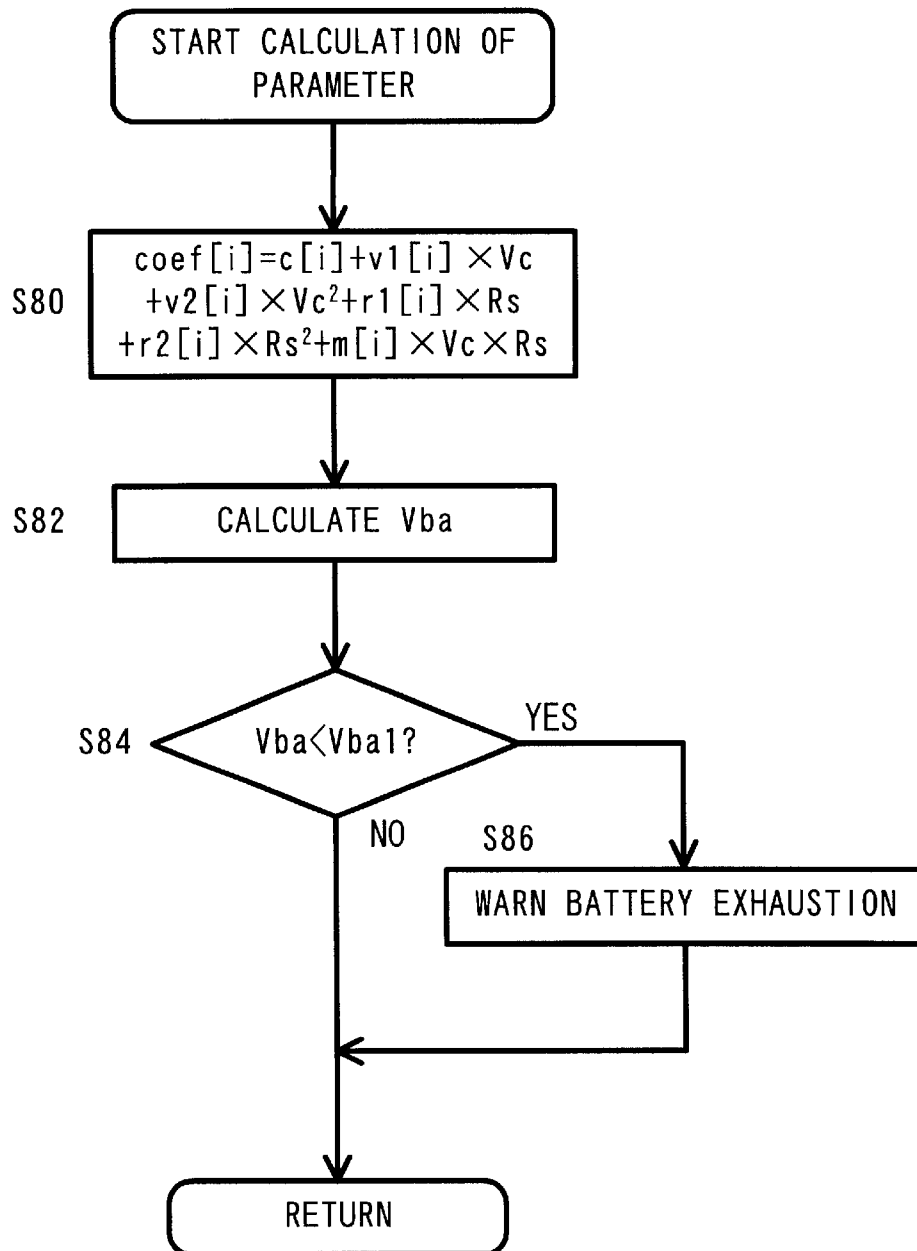 START CALCULATION OF
PARAMETER
S80
coef[i]=c[i]+v1[i]×Vc
+v2[i]×Vc²+r1[i]×Rs
+r2[i]×Rs²+m[i]×Vc×Rs
S82
CALCULATE Vba
S84
Vba<Vba1?
YES
NO
S86
WARN BATTERY EXHAUSTION
RETURN